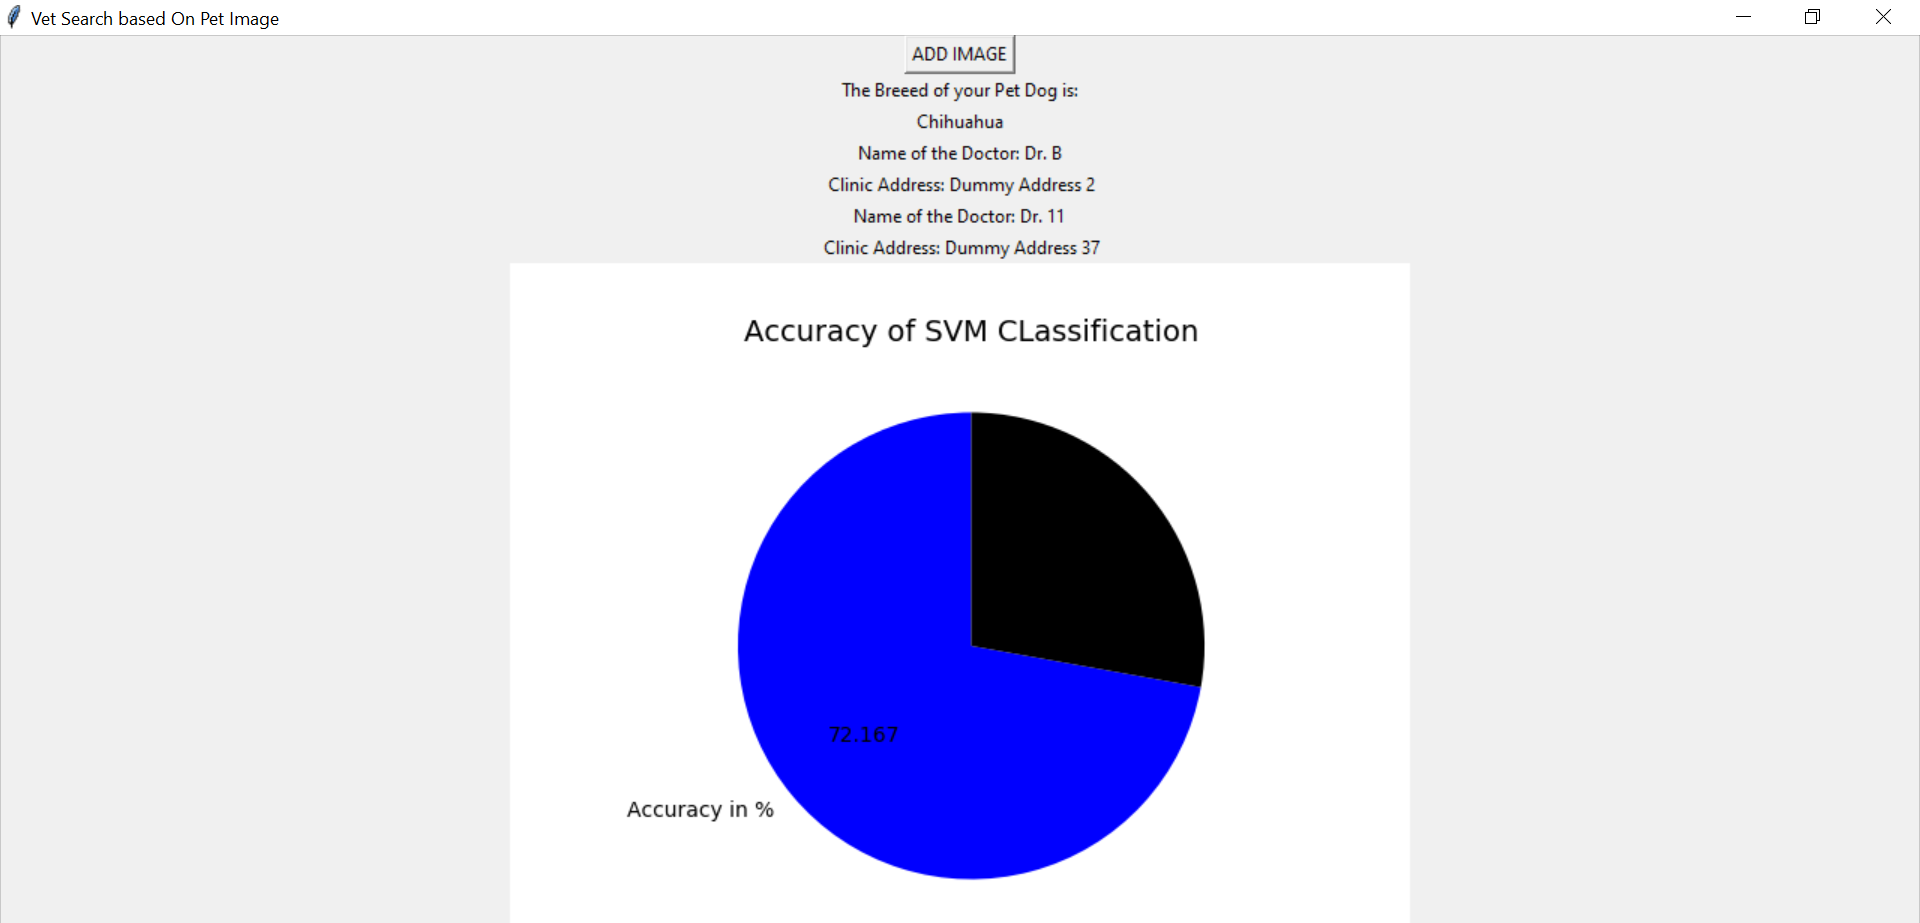 Vet Search based On Pet Image
ADD IMAGE
The Breeed of your Pet Dog is:
Chihuahua
Name of the Doctor: Dr. B
Clinic Address: Dummy Address 2
Name of the Doctor: Dr. 11
Clinic Address: Dummy Address 37
Accuracy of SVM CLassification
72.167
Accuracy in %